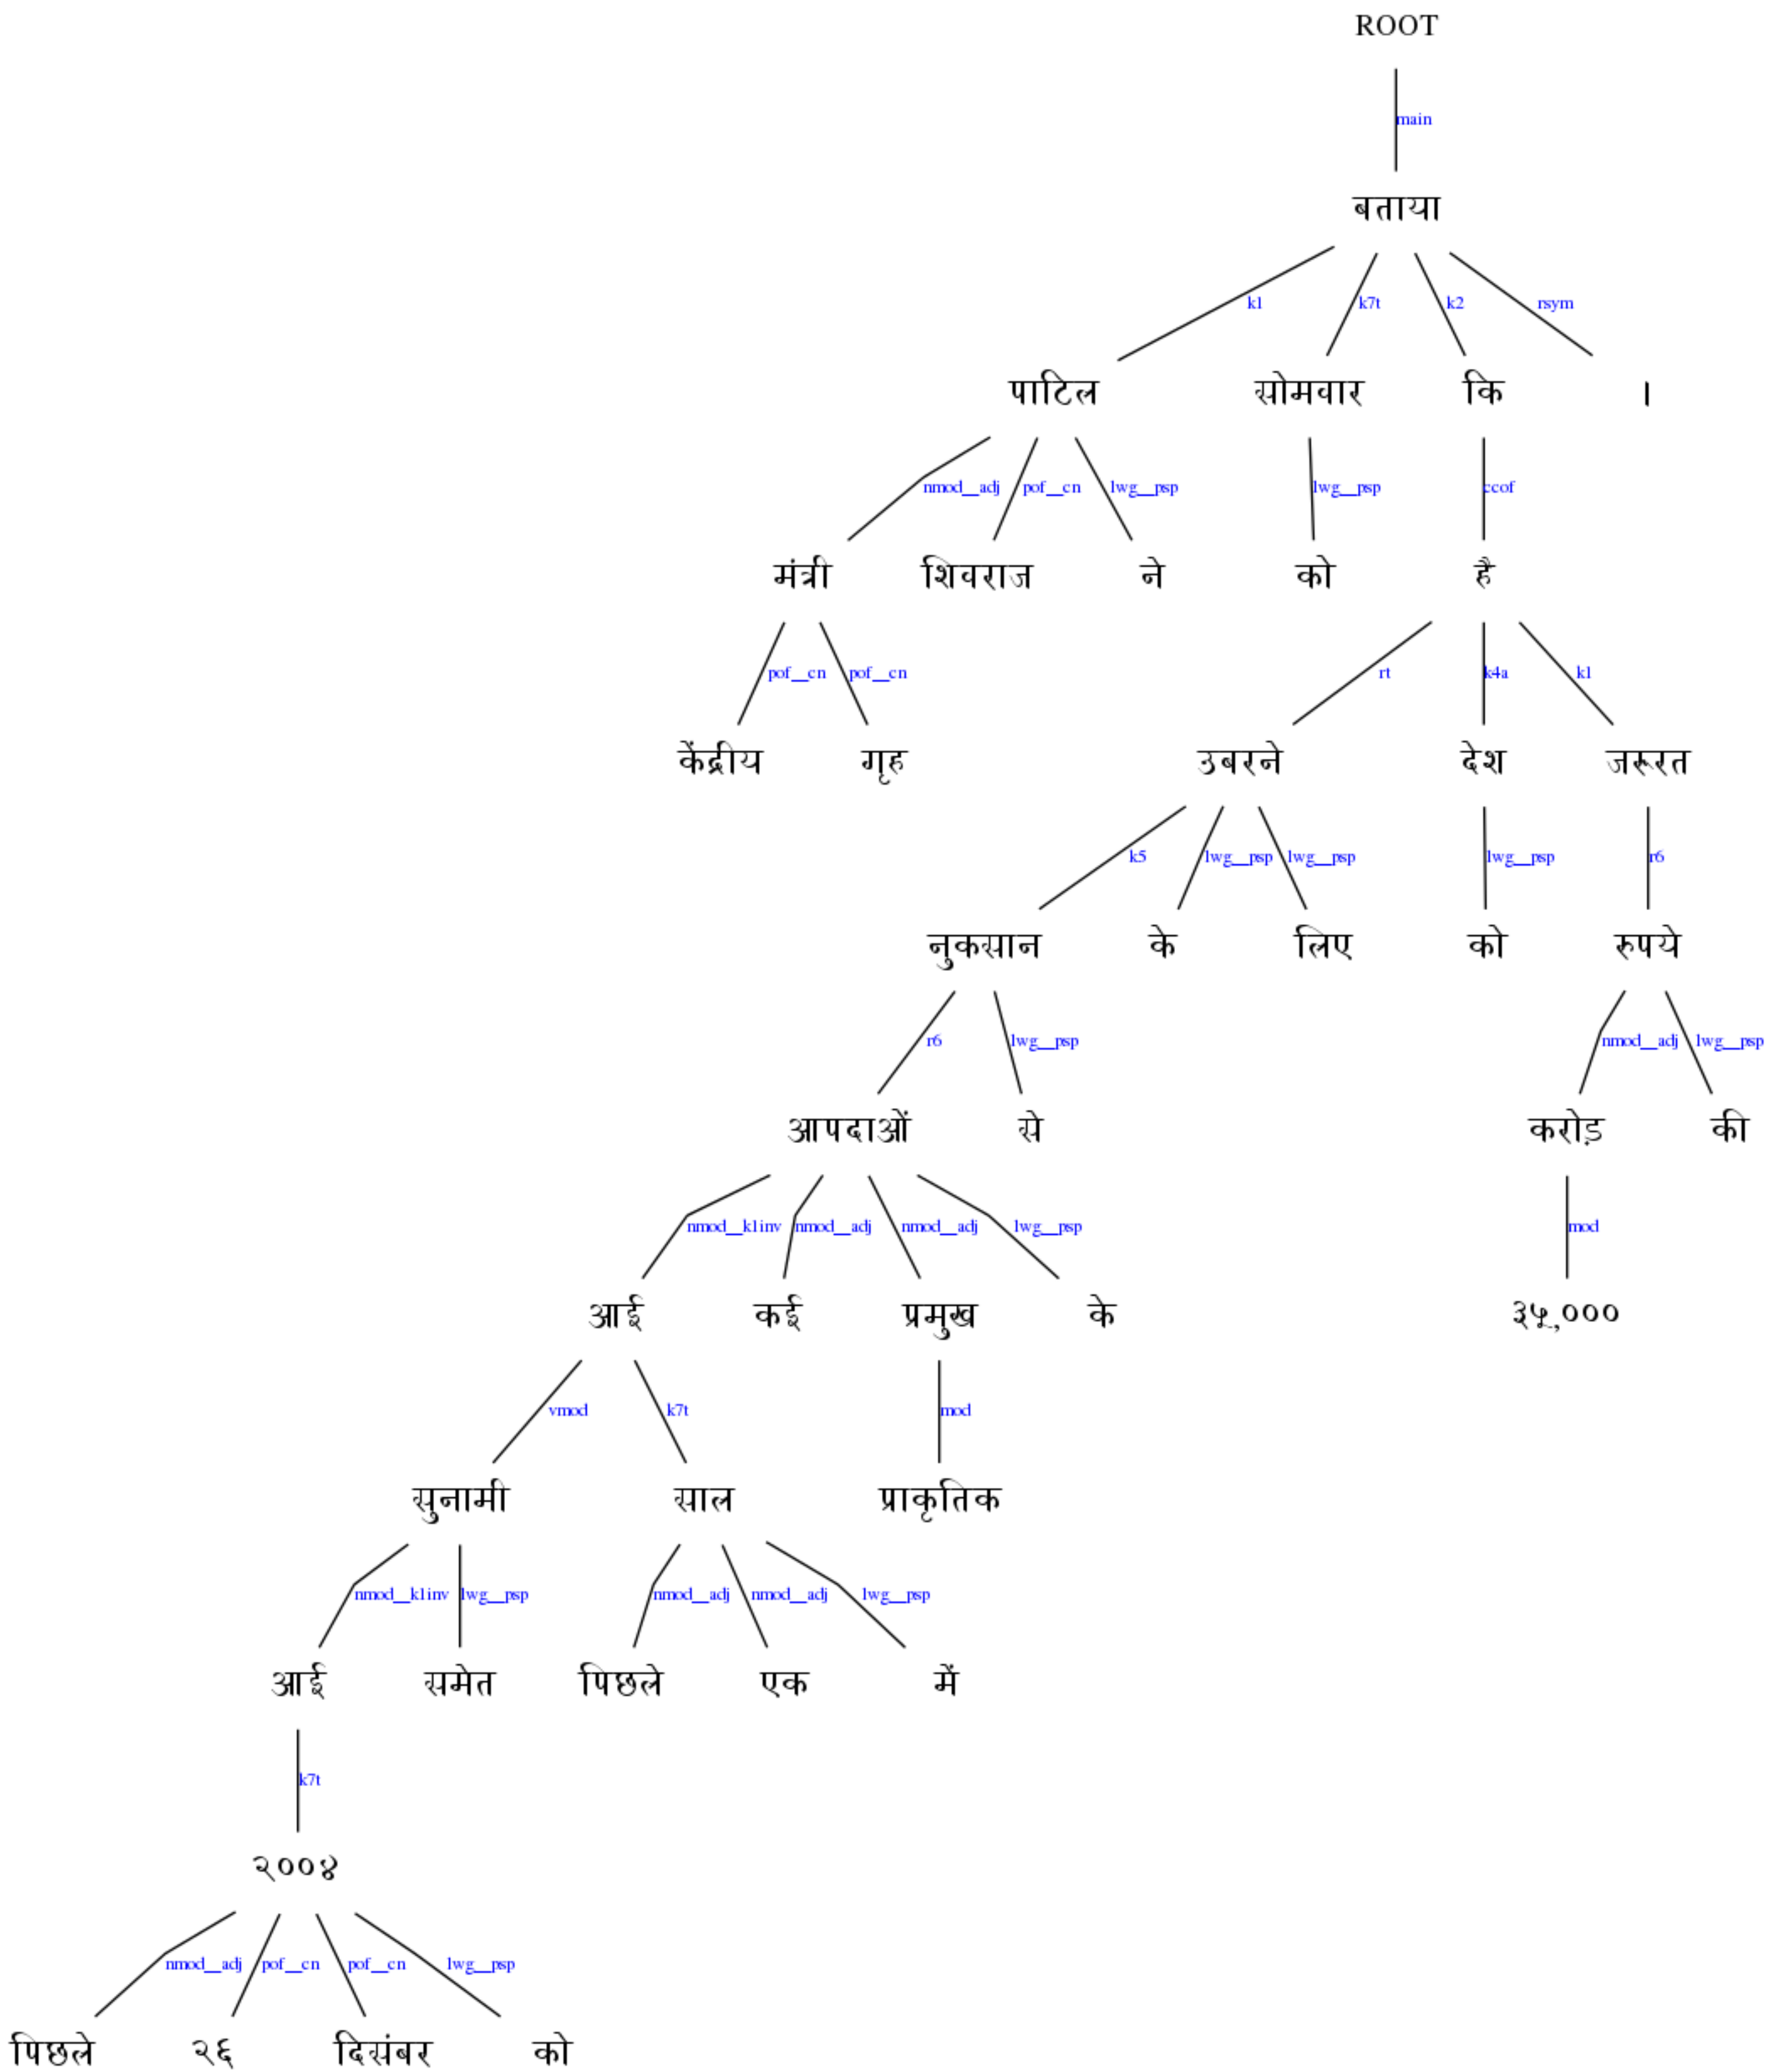 ROOT
main
बताया
k1 k7t k2 rsym
पाटिल सोमवार कि ।
nmod__adj pof__cn lwg__psp lwg__psp ccof
मंत्री शिवराज ने को है
pof__cn pof__cn rt k4a k1
केंद्रीय गृह उबरने देश जरूरत
k5 lwg__psp lwg__psp lwg__psp r6
नुकसान के लिए को रुपये
r6 lwg__psp nmod__adj lwg__psp
आपदाओं से करोड़ की
nmod__k1inv nmod__adj nmod__adj lwg__psp mod
आई कई प्रमुख के ३५,०००
vmod k7t mod
सुनामी साल प्राकृतिक
nmod__k1inv lwg__psp nmod__adj nmod__adj lwg__psp
आई समेत पिछले एक में
k7t
२००४
nmod__adj pof__cn pof__cn lwg__psp
पिछले २६ दिसंबर को